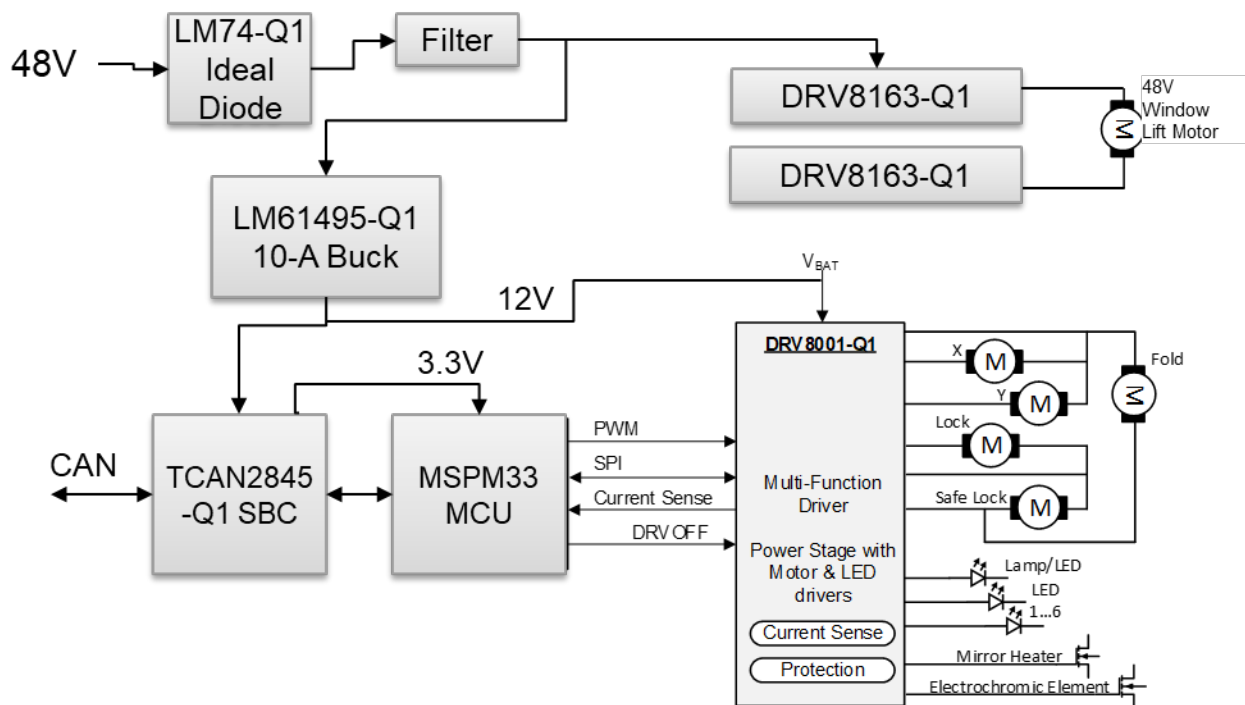 48V
LM74-Q1
Ideal
Diode
Filter
DRV8163-Q1
DRV8163-Q1
M
48V
Window
Lift Motor
LM61495-Q1
10-A Buck
12V
VBAT
3.3V
CAN
TCAN2845
-Q1 SBC
MSPM33
MCU
PWM
SPI
Current Sense
DRVOFF
DRV8001-Q1
Multi-Function
Driver
Power Stage with
Motor & LED
drivers
Current Sense
Protection
X
M
Y
M
Fold
M
Lock
M
Safe Lock
M
Lamp/LED
LED
1...6
Mirror Heater
Electrochromic Element